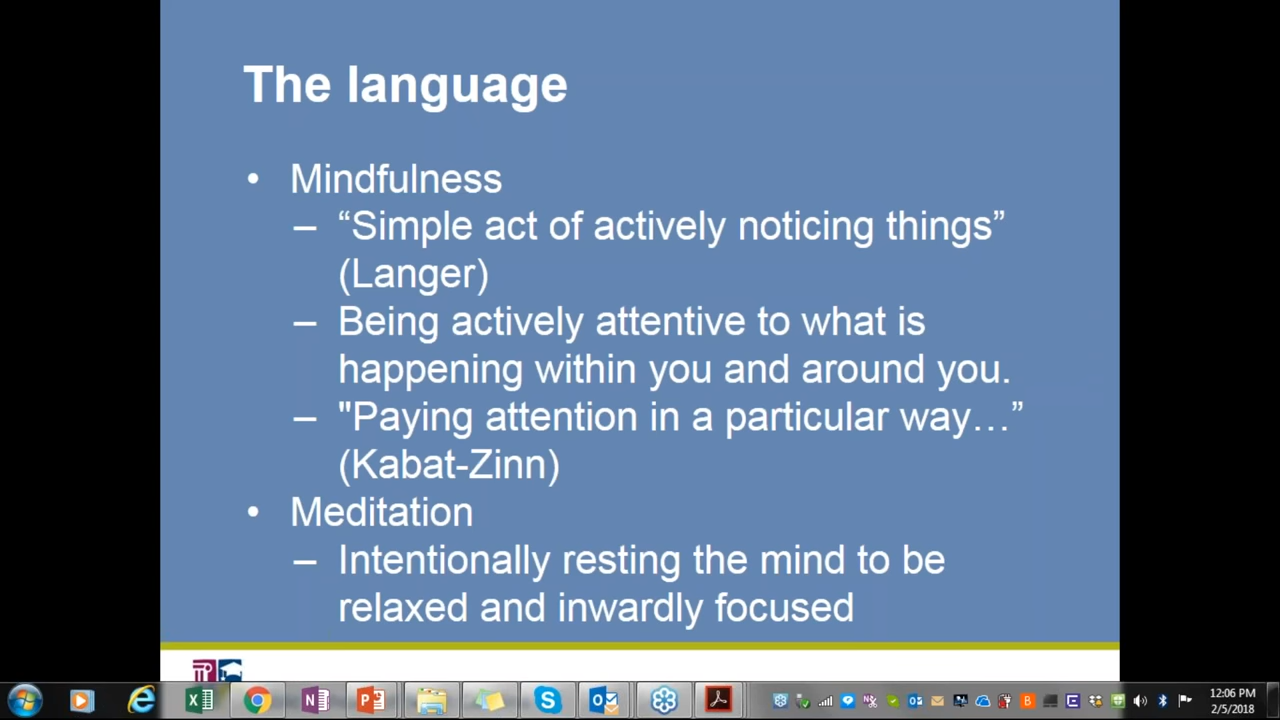 The language
• Mindfulness
– “Simple act of actively noticing things”
(Langer)
– Being actively attentive to what is
happening within you and around you.
– "Paying attention in a particular way…”
(Kabat-Zinn)
• Meditation
– Intentionally resting the mind to be
relaxed and inwardly focused
12:06 PM
2/5/2018